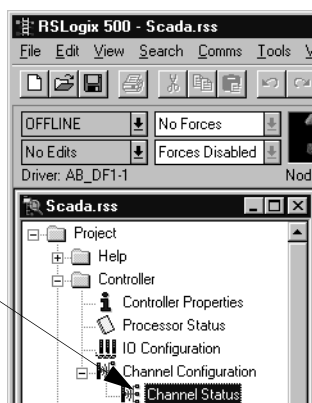 RSLogix 500 - Scada.rss
File Edit View Search Comms Tools
OFFLINE No Forces
No Edits Forces Disabled
Driver: AB_DF1-1 Nod
Scada.rss
Project
Help
Controller
Controller Properties
Processor Status
IO Configuration
Channel Configuration
Channel Status